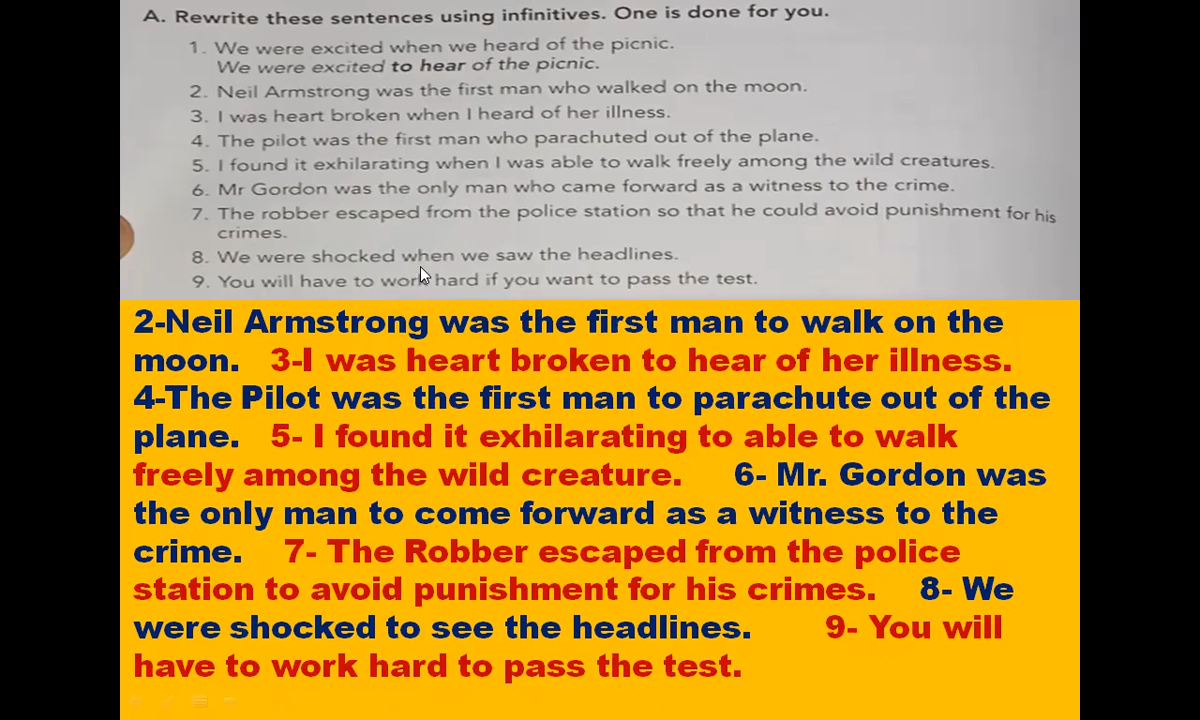 A. Rewrite these sentences using infinitives. One is done for you.
1. We were excited when we heard of the picnic.
We were excited to hear of the picnic.
2. Neil Armstrong was the first man who walked on the moon.
3. I was heart broken when I heard of her illness.
4. The pilot was the first man who parachuted out of the plane.
5. I found it exhilarating when I was able to walk freely among the wild creatures.
6. Mr Gordon was the only man who came forward as a witness to the crime.
7. The robber escaped from the police station so that he could avoid punishment for his
crimes.
8. We were shocked when we saw the headlines.
9. You will have to work hard if you want to pass the test.
2-Neil Armstrong was the first man to walk on the
moon. 3-I was heart broken to hear of her illness.
4-The Pilot was the first man to parachute out of the
plane. 5- I found it exhilarating to able to walk
freely among the wild creature. 6- Mr. Gordon was
the only man to come forward as a witness to the
crime. 7- The Robber escaped from the police
station to avoid punishment for his crimes. 8- We
were shocked to see the headlines. 9- You will
have to work hard to pass the test.